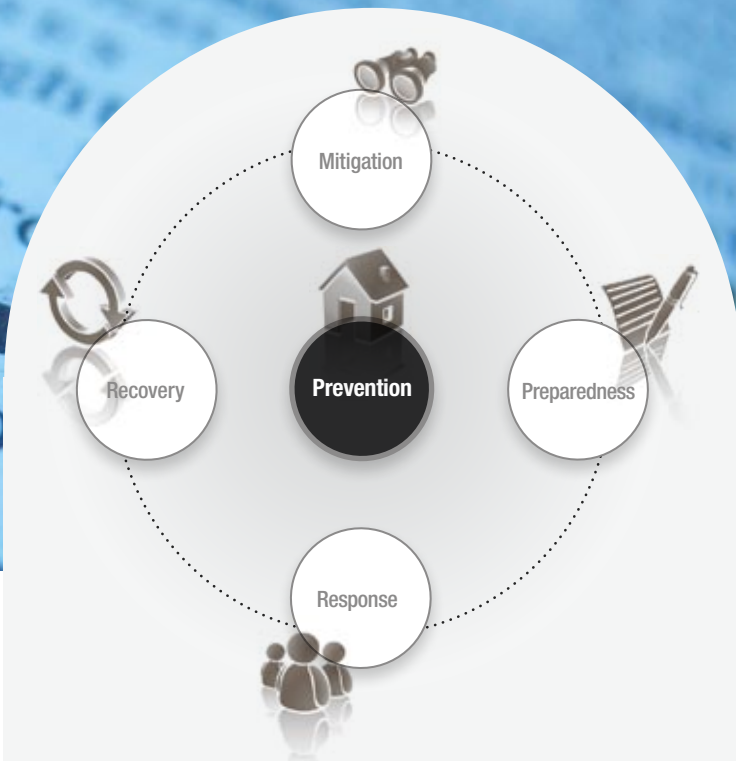 Mitigation
Recovery
Prevention
Preparedness
Response